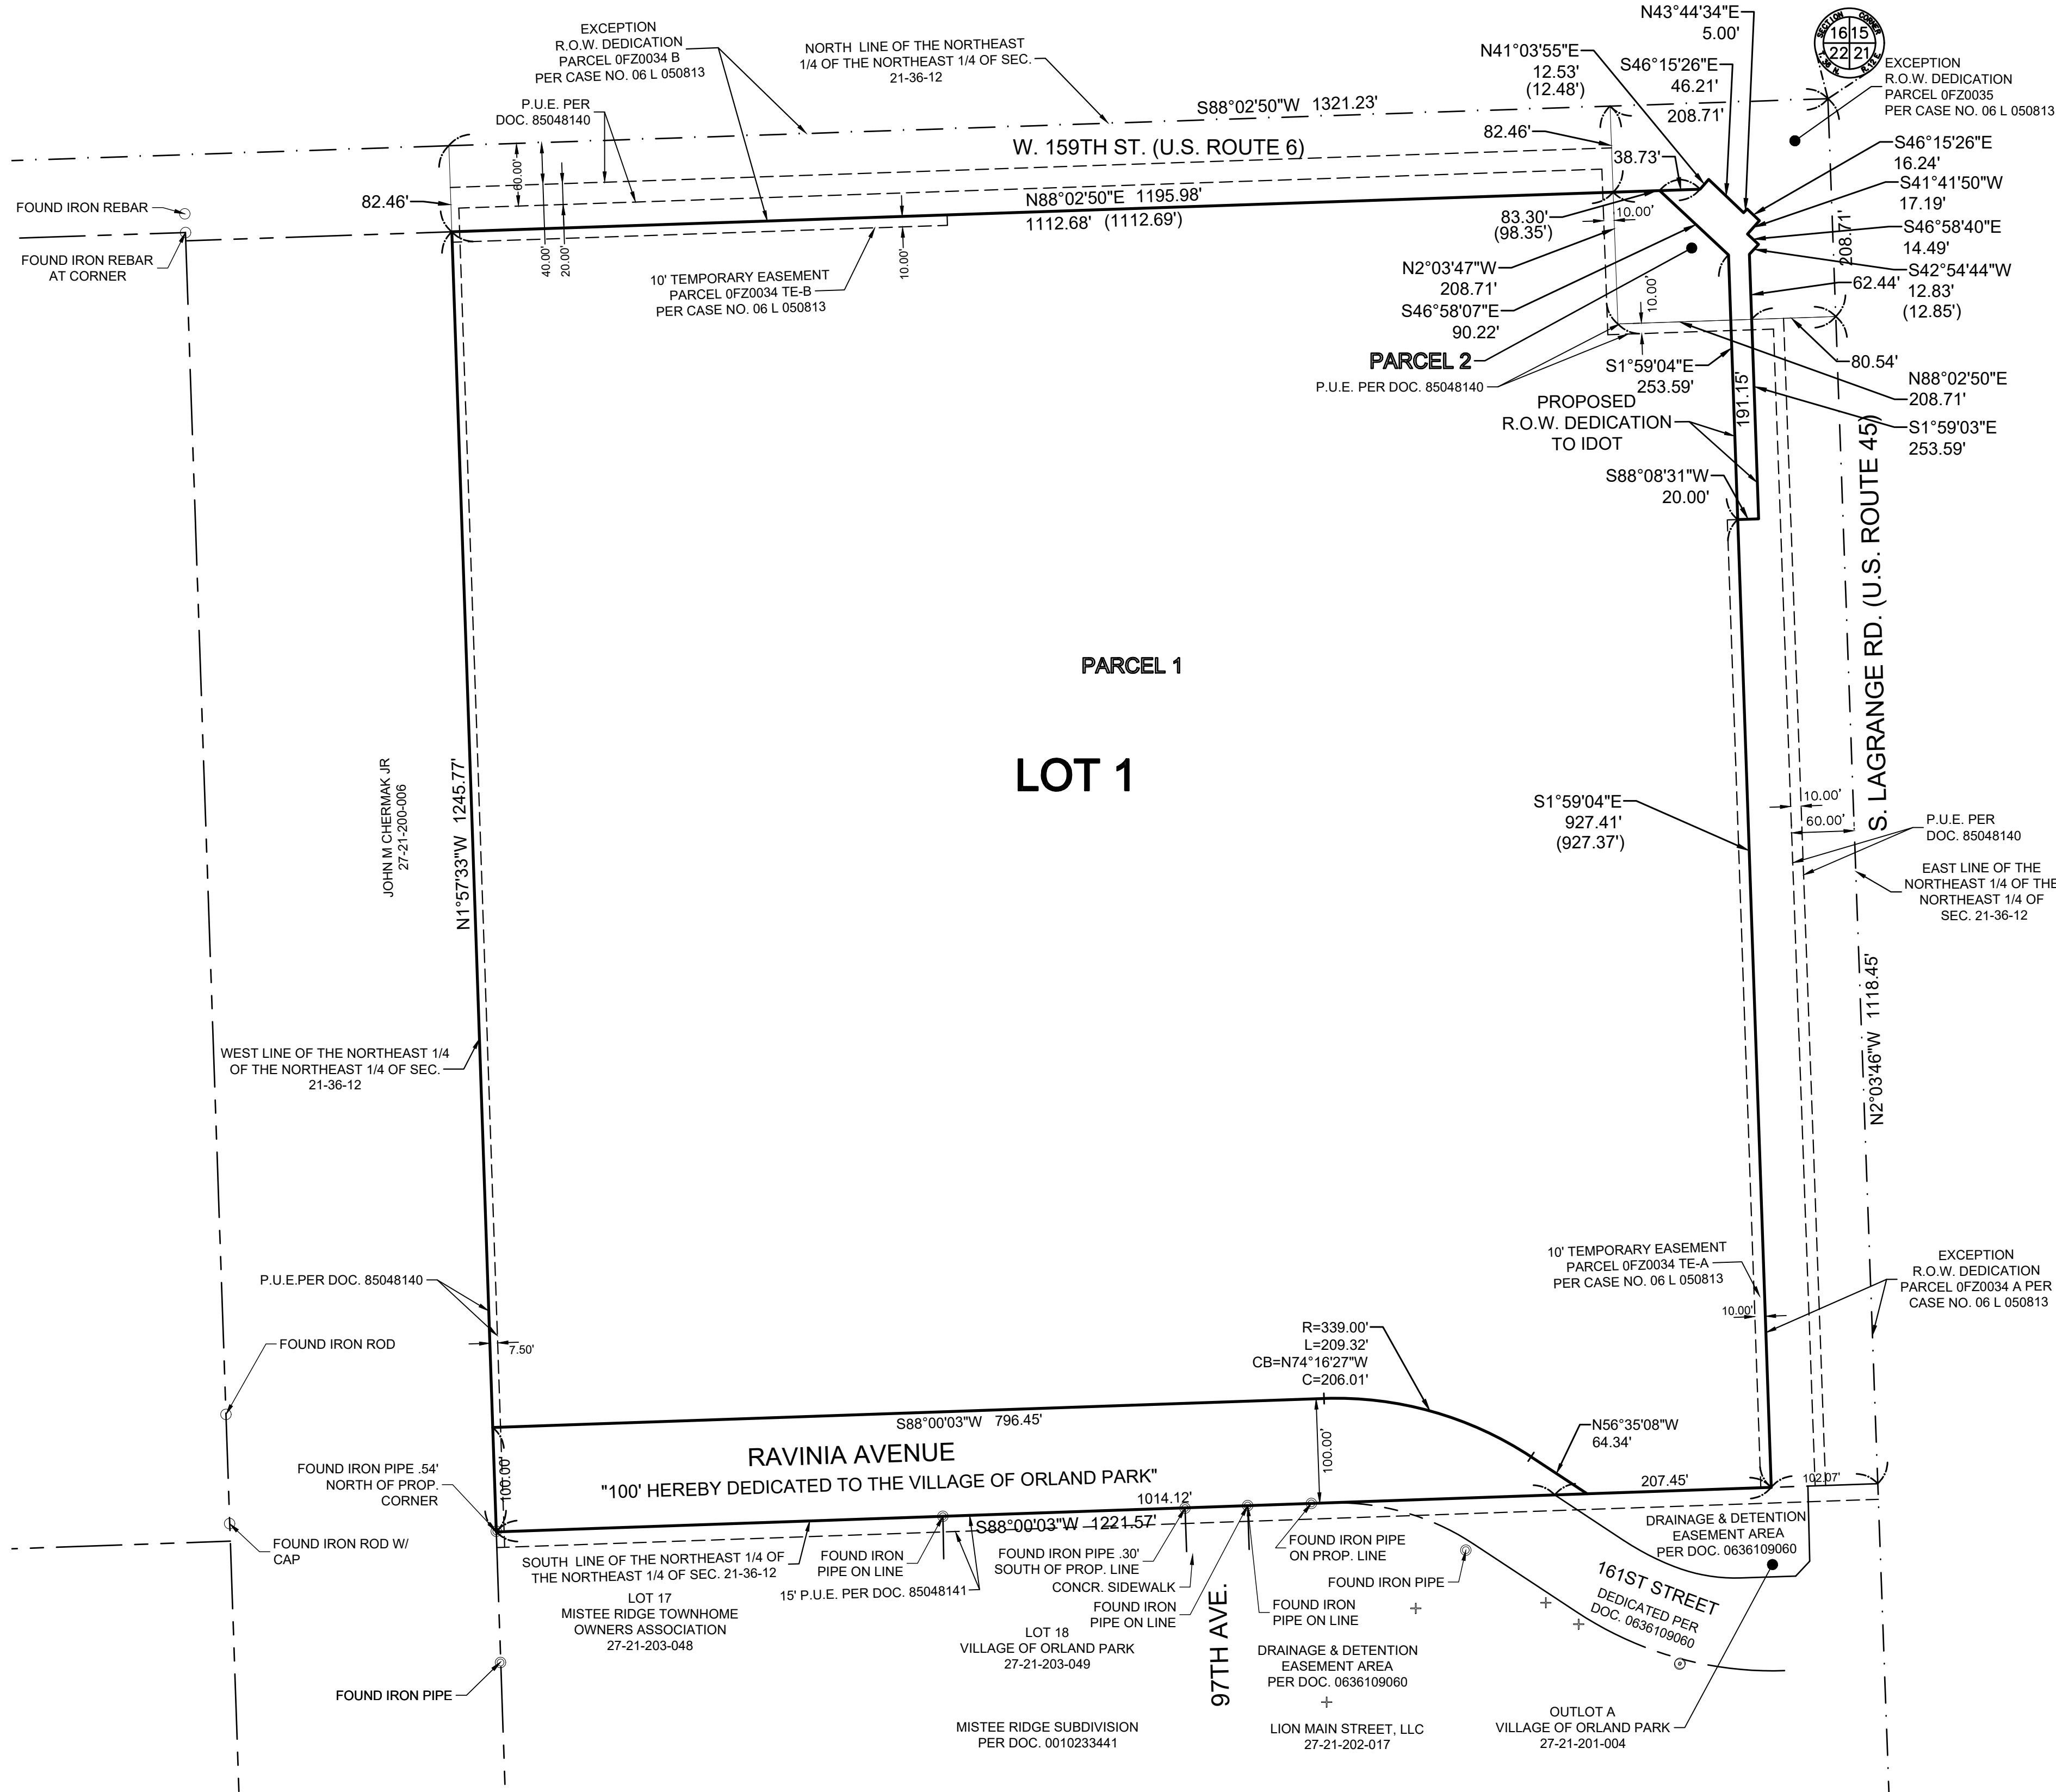 EXCEPTION
R.O.W. DEDICATION
PARCEL 0FZ0034 B
PER CASE NO. 06 L 050813
NORTH LINE OF THE NORTHEAST
1/4 OF THE NORTHEAST 1/4 OF SEC.
21-36-12
P.U.E. PER
DOC. 85048140
S88°02'50"W 1321.23'
W. 159TH ST. (U.S. ROUTE 6)
N43°44'34"E
5.00'
N41°03'55"E
12.53'
(12.48')
S46°15'26"E
46.21'
208.71'
SECTION CORNER
16 15
22 21
R.12 E.
EXCEPTION
R.O.W. DEDICATION
PARCEL 0FZ0035
PER CASE NO. 06 L 050813
82.46'
38.73'
S46°15'26"E
16.24'
S41°41'50"W
17.19'
S46°58'40"E
14.49'
S42°54'44"W
12.83'
(12.85')
62.44'
208.71'
FOUND IRON REBAR
FOUND IRON REBAR
AT CORNER
82.46'
60.00'
40.00'
20.00'
N88°02'50"E 1195.98'
1112.68' (1112.69')
10.00'
10' TEMPORARY EASEMENT
PARCEL 0FZ0034 TE-B
PER CASE NO. 06 L 050813
83.30'
(98.35')
10.00'
N2°03'47"W
208.71'
S46°58'07"E
90.22'
10.00'
PARCEL 2
P.U.E. PER DOC. 85048140
S1°59'04"E
253.59'
191.15'
80.54'
N88°02'50"E
208.71'
S1°59'03"E
253.59'
PROPOSED
R.O.W. DEDICATION
TO IDOT
S88°08'31"W
20.00'
S. LAGRANGE RD. (U.S. ROUTE 45)
PARCEL 1
LOT 1
JOHN M CHERMAK JR
27-21-200-006
N1°57'33"W 1245.77'
S1°59'04"E
927.41'
(927.37')
10.00'
60.00'
P.U.E. PER
DOC. 85048140
EAST LINE OF THE
NORTHEAST 1/4 OF THE
NORTHEAST 1/4 OF
SEC. 21-36-12
N2°03'46"W 1118.45'
WEST LINE OF THE NORTHEAST 1/4
OF THE NORTHEAST 1/4 OF SEC.
21-36-12
P.U.E.PER DOC. 85048140
FOUND IRON ROD
7.50'
10' TEMPORARY EASEMENT
PARCEL 0FZ0034 TE-A
PER CASE NO. 06 L 050813
10.00'
EXCEPTION
R.O.W. DEDICATION
PARCEL 0FZ0034 A PER
CASE NO. 06 L 050813
R=339.00'
L=209.32'
CB=N74°16'27"W
C=206.01'
S88°00'03"W 796.45'
N56°35'08"W
64.34'
RAVINIA AVENUE
"100' HEREBY DEDICATED TO THE VILLAGE OF ORLAND PARK"
100.00'
100.00'
FOUND IRON PIPE .54'
NORTH OF PROP.
CORNER
1014.12'
207.45'
102.07'
S88°00'03"W 1221.57'
FOUND IRON ROD W/
CAP
SOUTH LINE OF THE NORTHEAST 1/4 OF
THE NORTHEAST 1/4 OF SEC. 21-36-12
FOUND IRON
PIPE ON LINE
15' P.U.E. PER DOC. 85048141
FOUND IRON PIPE .30'
SOUTH OF PROP. LINE
CONCR. SIDEWALK
FOUND IRON
PIPE ON LINE
FOUND IRON PIPE
ON PROP. LINE
FOUND IRON PIPE
FOUND IRON
PIPE ON LINE
DRAINAGE & DETENTION
EASEMENT AREA
PER DOC. 0636109060
161ST STREET
DEDICATED PER
DOC. 0636109060
LOT 17
MISTEE RIDGE TOWNHOME
OWNERS ASSOCIATION
27-21-203-048
LOT 18
VILLAGE OF ORLAND PARK
27-21-203-049
97TH AVE.
DRAINAGE & DETENTION
EASEMENT AREA
PER DOC. 0636109060
FOUND IRON PIPE
MISTEE RIDGE SUBDIVISION
PER DOC. 0010233441
LION MAIN STREET, LLC
27-21-202-017
OUTLOT A
VILLAGE OF ORLAND PARK
27-21-201-004